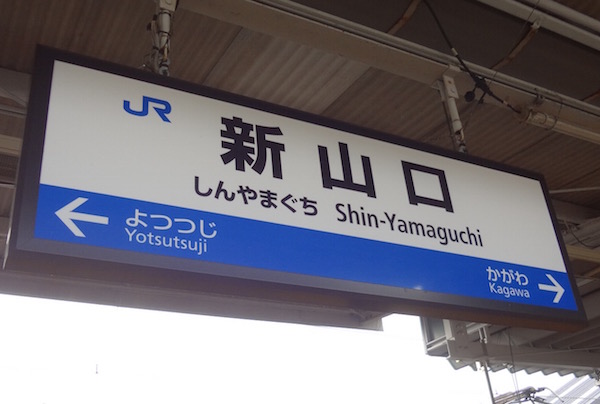 JR
新山口
しんやまぐち Shin-Yamaguchi
← よつつじ
Yotsutsuji
かがわ →
Kagawa